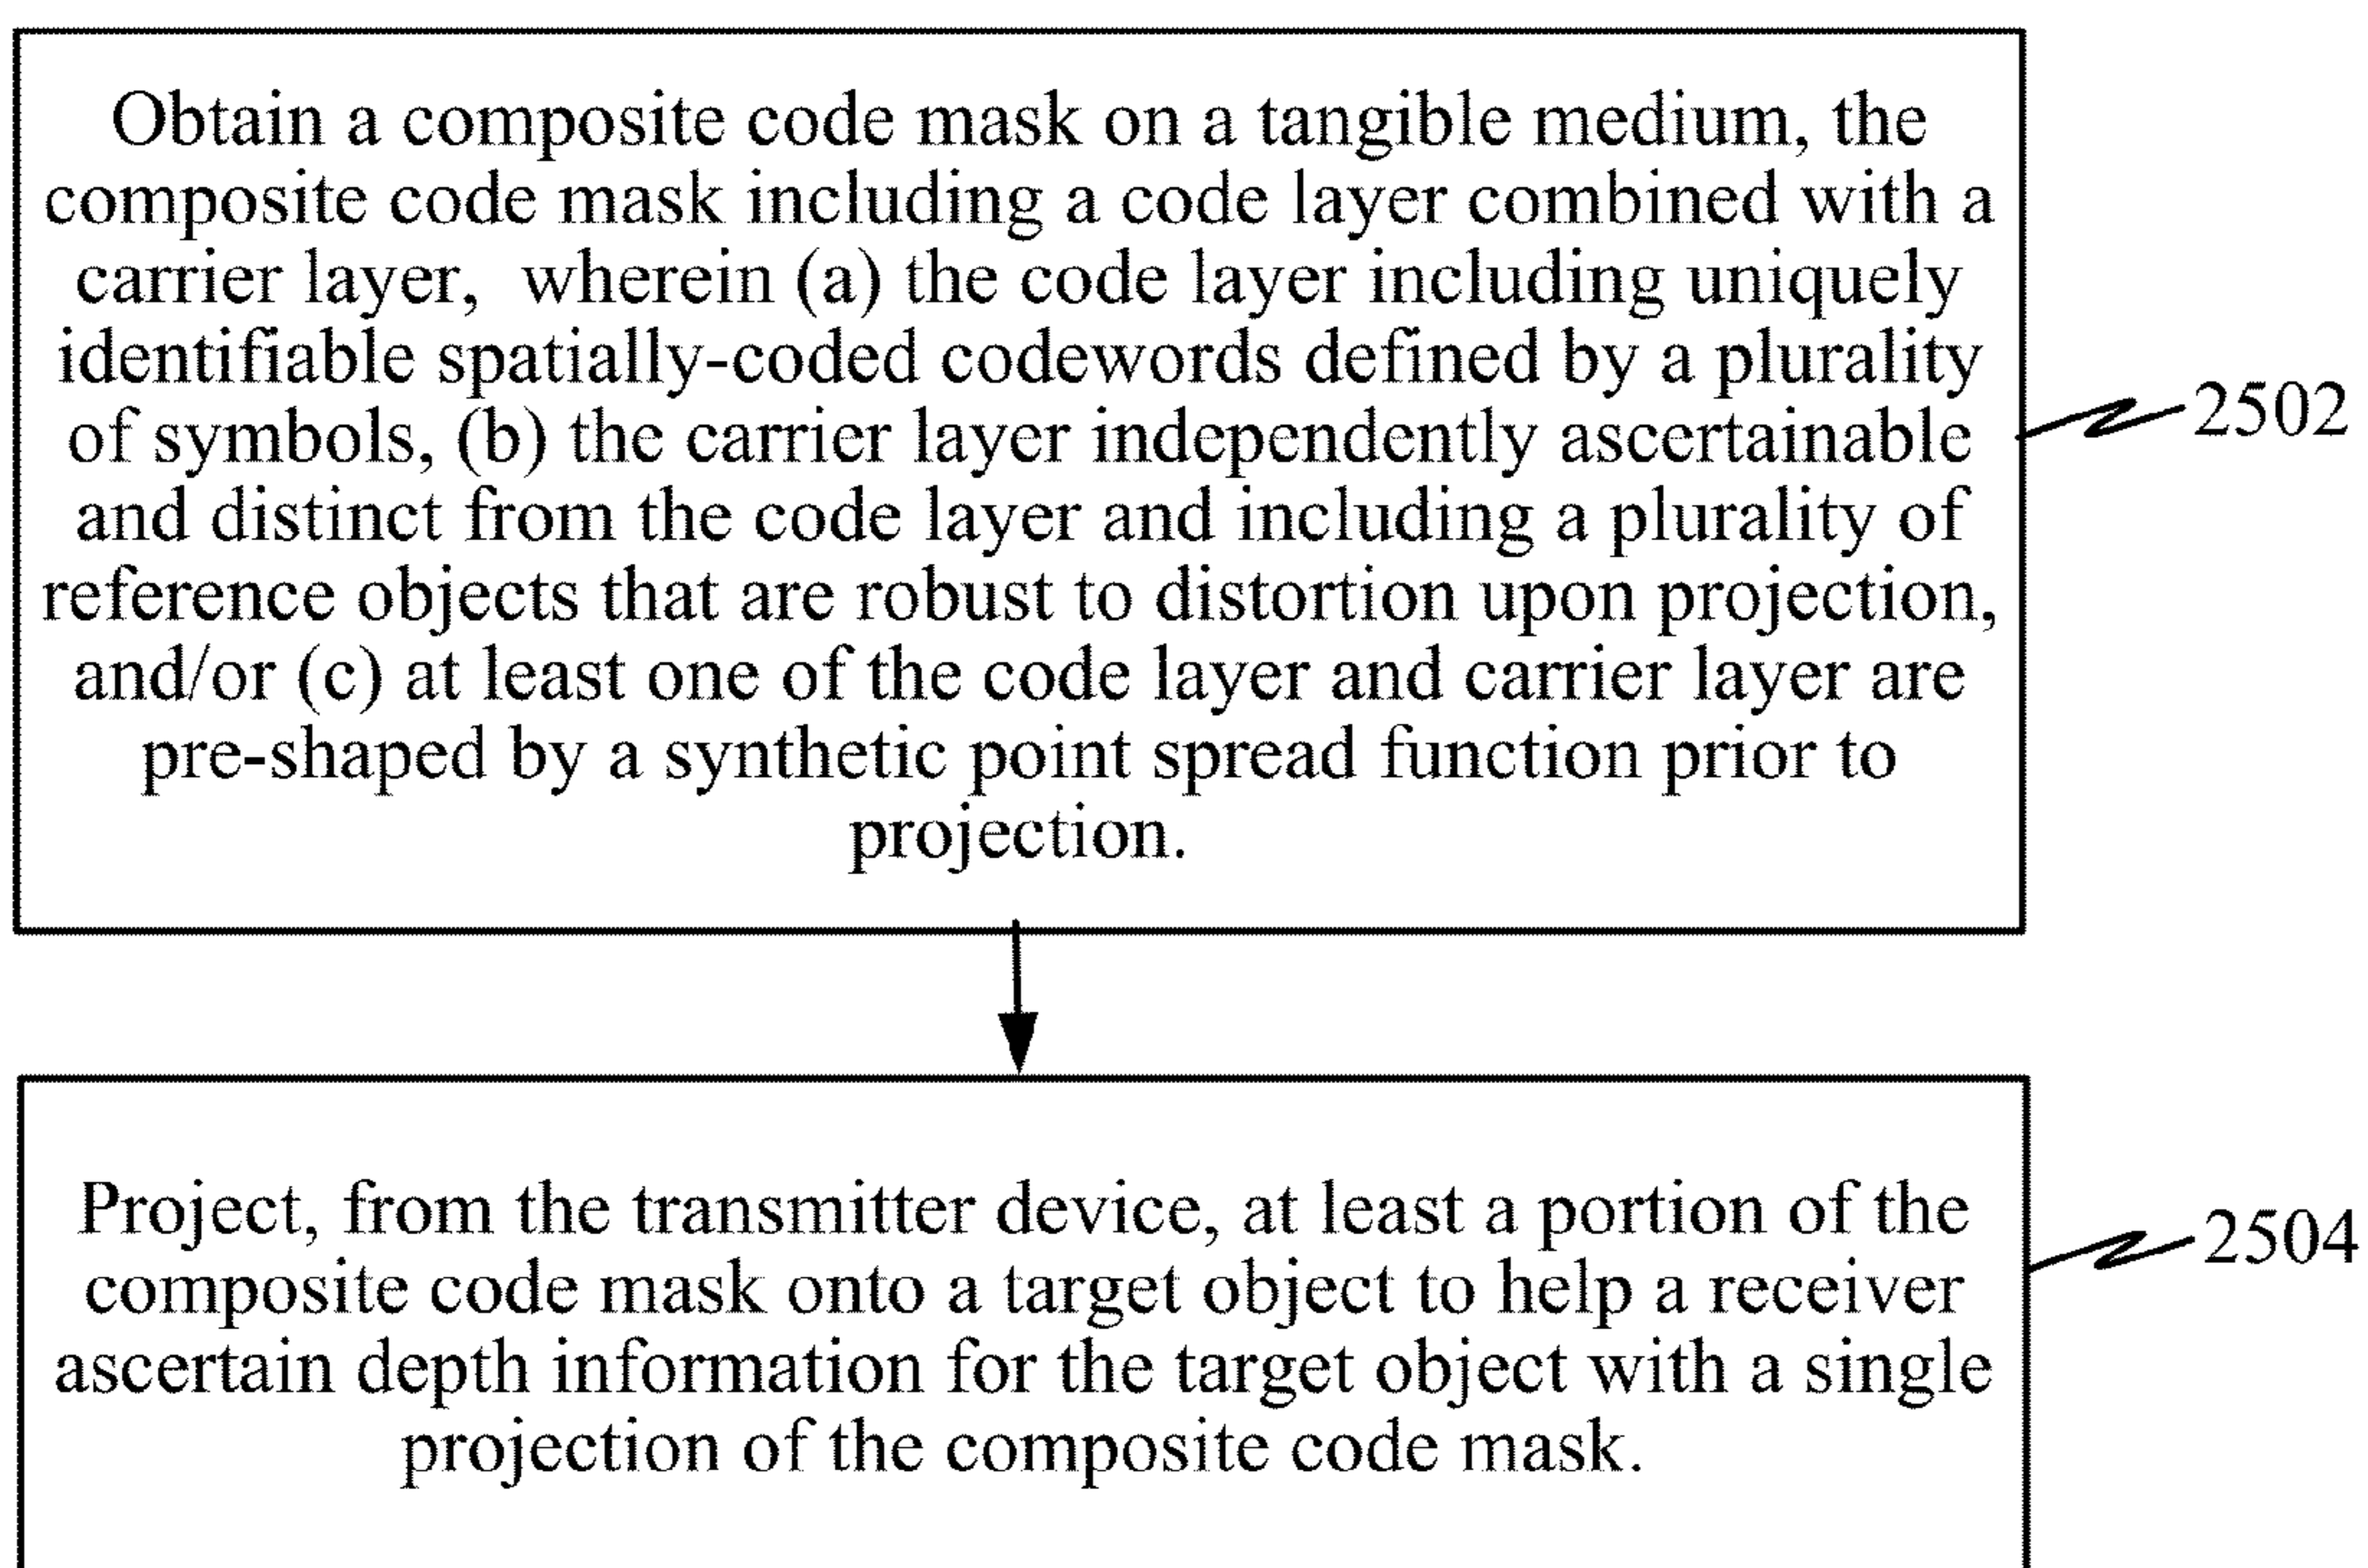 Obtain a composite code mask on a tangible medium, the
composite code mask including a code layer combined with a
carrier layer, wherein (a) the code layer including uniquely
identifiable spatially-coded codewords defined by a plurality
of symbols, (b) the carrier layer independently ascertainable
and distinct from the code layer and including a plurality of
reference objects that are robust to distortion upon projection,
and/or (c) at least one of the code layer and carrier layer are
pre-shaped by a synthetic point spread function prior to
projection.
2502
Project, from the transmitter device, at least a portion of the
composite code mask onto a target object to help a receiver
ascertain depth information for the target object with a single
projection of the composite code mask.
2504